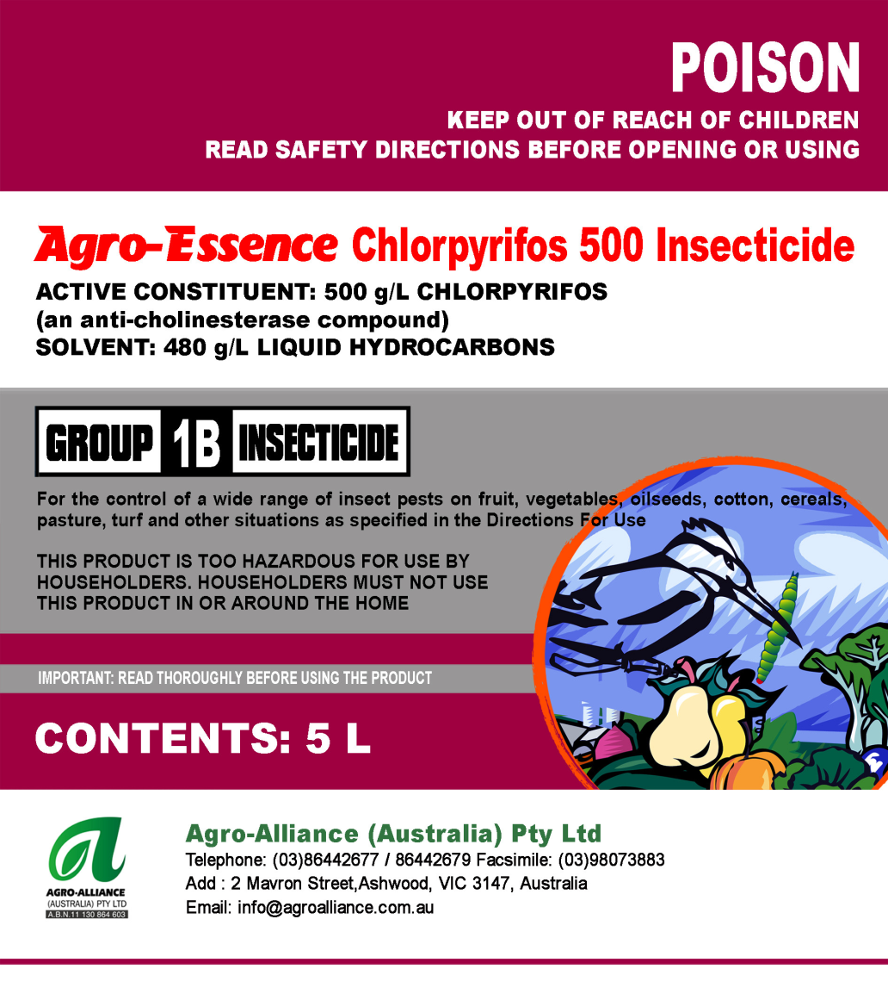 POISON
KEEP OUT OF REACH OF CHILDREN
READ SAFETY DIRECTIONS BEFORE OPENING OR USING
Agro-Essence Chlorpyrifos 500 Insecticide
ACTIVE CONSTITUENT: 500 g/L CHLORPYRIFOS
(an anti-cholinesterase compound)
SOLVENT: 480 g/L LIQUID HYDROCARBONS
GROUP 1B INSECTICIDE
For the control of a wide range of insect pests on fruit, vegetables, oilseeds, cotton, cereals,
pasture, turf and other situations as specified in the Directions For Use
THIS PRODUCT IS TOO HAZARDOUS FOR USE BY
HOUSEHOLDERS. HOUSEHOLDERS MUST NOT USE
THIS PRODUCT IN OR AROUND THE HOME
IMPORTANT: READ THOROUGHLY BEFORE USING THE PRODUCT
CONTENTS: 5 L
Agro-Alliance (Australia) Pty Ltd
Telephone: (03)86442677 / 86442679 Facsimile: (03)98073883
Add : 2 Mavron Street,Ashwood, VIC 3147, Australia
Email: info@agroalliance.com.au
AGRO-ALLIANCE
(AUSTRALIA) PTY LTD
A.B.N.11 130 864 603